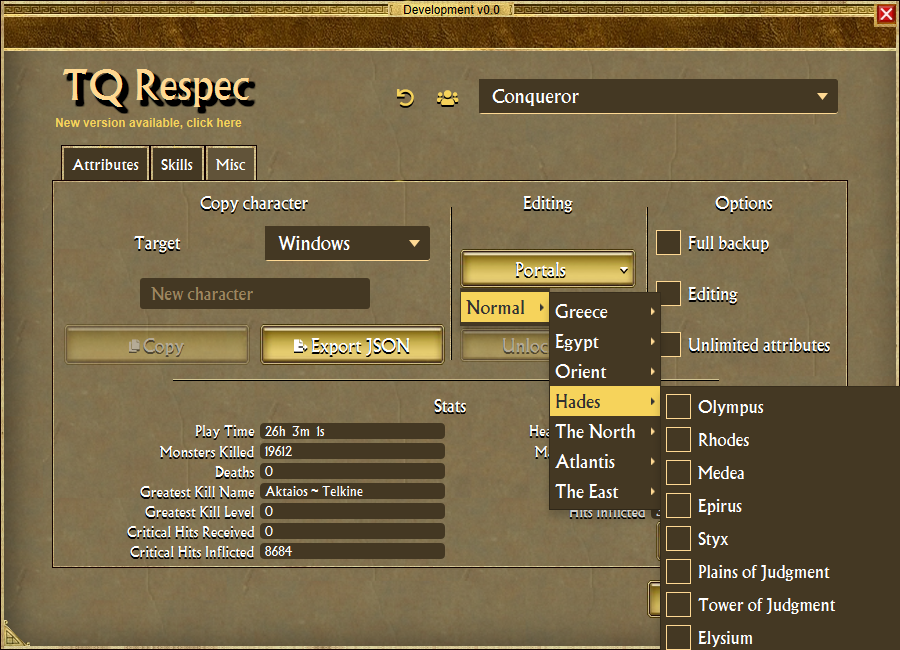 Development v0.0
TQ Respec
New version available, click here
Conqueror
Attributes Skills Misc
Copy character
Target Windows
New character
Copy Export JSON
Editing
Portals
Normal
Greece
Egypt
Orient
Hades
The North
Atlantis
The East
Options
Full backup
Editing
Unlimited attributes
Olympus
Rhodes
Medea
Epirus
Styx
Plains of Judgment
Tower of Judgment
Elysium
Stats
Play Time 26h 3m 1s
Monsters Killed 19612
Deaths 0
Greatest Kill Name Aktaios ~ Telkine
Greatest Kill Level 0
Critical Hits Received 0
Critical Hits Inflicted 8684
Hits Inflicted